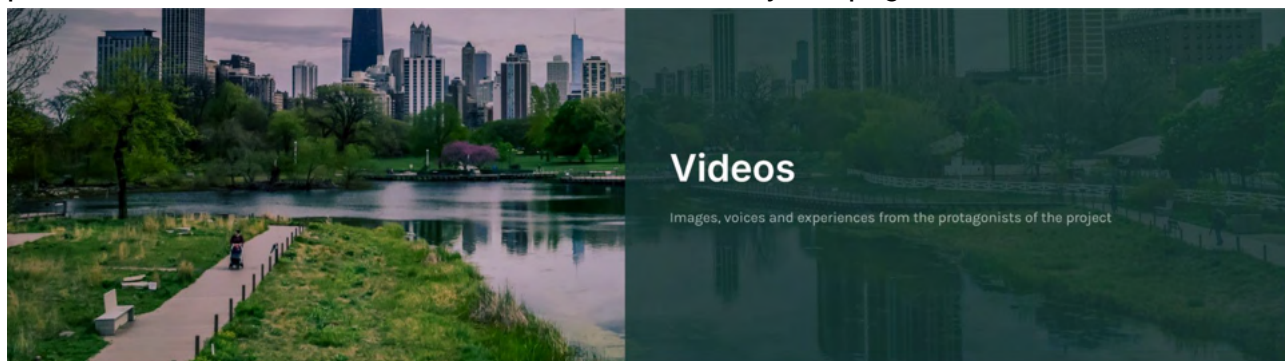 Videos
Images, voices and experiences from the protagonists of the project